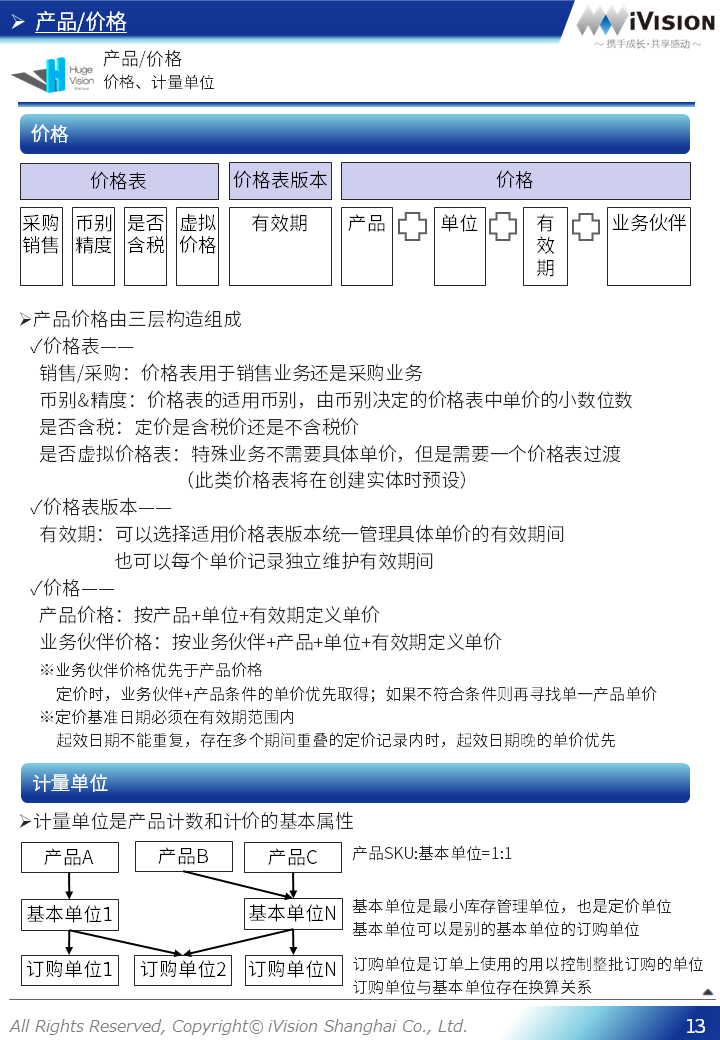 ➢ 产品/价格
iVISION
～ 携手成长·共享感动 ～
Huge
Vision
产品/价格
价格、计量单位
价格
价格表 价格表版本 价格
采购 币别 是否 虚拟 有效期 产品 单位 有 业务伙伴
销售 精度 含税 价格 效
期
➢产品价格由三层构造组成
✓价格表——
销售/采购：价格表用于销售业务还是采购业务
币别&精度：价格表的适用币别，由币别决定的价格表中单价的小数位数
是否含税：定价是含税价还是不含税价
是否虚拟价格表：特殊业务不需要具体单价，但是需要一个价格表过渡
（此类价格表将在创建实体时预设）
✓价格表版本——
有效期：可以选择适用价格表版本统一管理具体单价的有效期间
也可以每个单价记录独立维护有效期间
✓价格——
产品价格：按产品+单位+有效期定义单价
业务伙伴价格：按业务伙伴+产品+单位+有效期定义单价
※业务伙伴价格优先于产品价格
定价时，业务伙伴+产品条件的单价优先取得；如果不符合条件则再寻找单一产品单价
※定价基准日期必须在有效期范围内
起效日期不能重复，存在多个期间重叠的定价记录内时，起效日期晚的单价优先
计量单位
➢计量单位是产品计数和计价的基本属性
产品A 产品B 产品C 产品SKU:基本单位=1:1
基本单位1 基本单位N 基本单位是最小库存管理单位，也是定价单位
基本单位可以是别的基本单位的订购单位
订购单位1 订购单位2 订购单位N 订购单位是订单上使用的用以控制整批订购的单位
订购单位与基本单位存在换算关系
All Rights Reserved, Copyright© iVision Shanghai Co., Ltd.
13